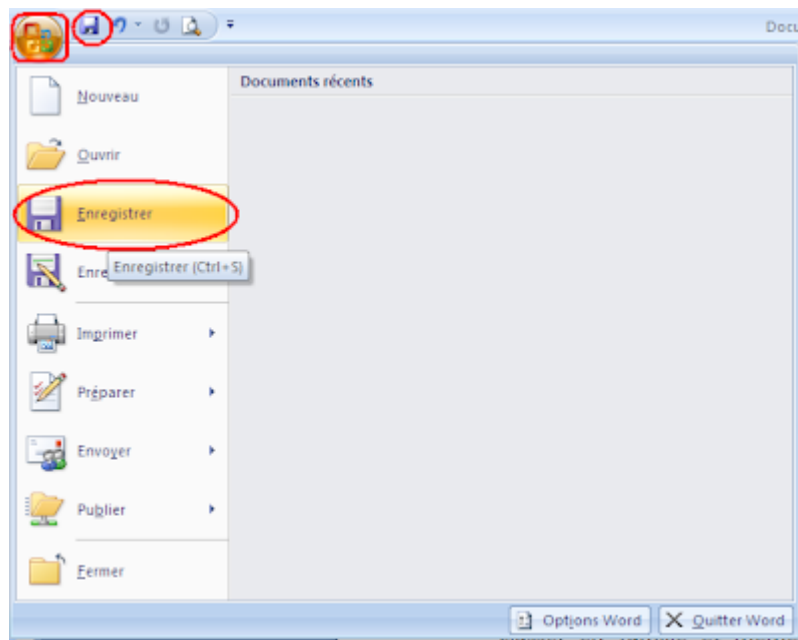 Docu
Documents récents
Nouveau
Ouvrir
Enregistrer
Enregistrer (Ctrl+S)
Enre
Imprimer
Préparer
Envoyer
Publier
Fermer
Options Word
Quitter Word